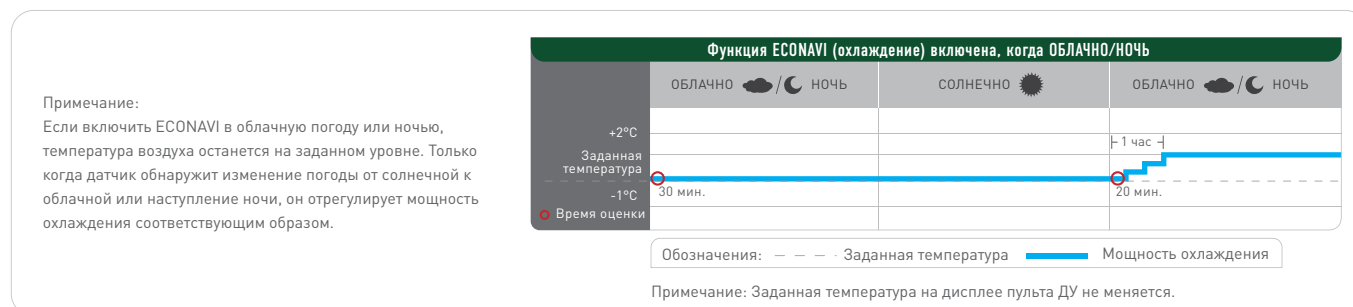 Примечание:
Если включить ECONAVI в облачную погоду или ночью,
температура воздуха останется на заданном уровне. Только
когда датчик обнаружит изменение погоды от солнечной к
облачной или наступление ночи, он отрегулирует мощность
охлаждения соответствующим образом.
Функция ECONAVI (охлаждение) включена, когда ОБЛАЧНО/НОЧЬ
ОБЛАЧНО / НОЧЬ
СОЛНЕЧНО
ОБЛАЧНО / НОЧЬ
+2°C
1 час
Заданная
температура
-1°C
30 мин.
20 мин.
Время оценки
Обозначения: Заданная температура Мощность охлаждения
Примечание: Заданная температура на дисплее пульта ДУ не меняется.